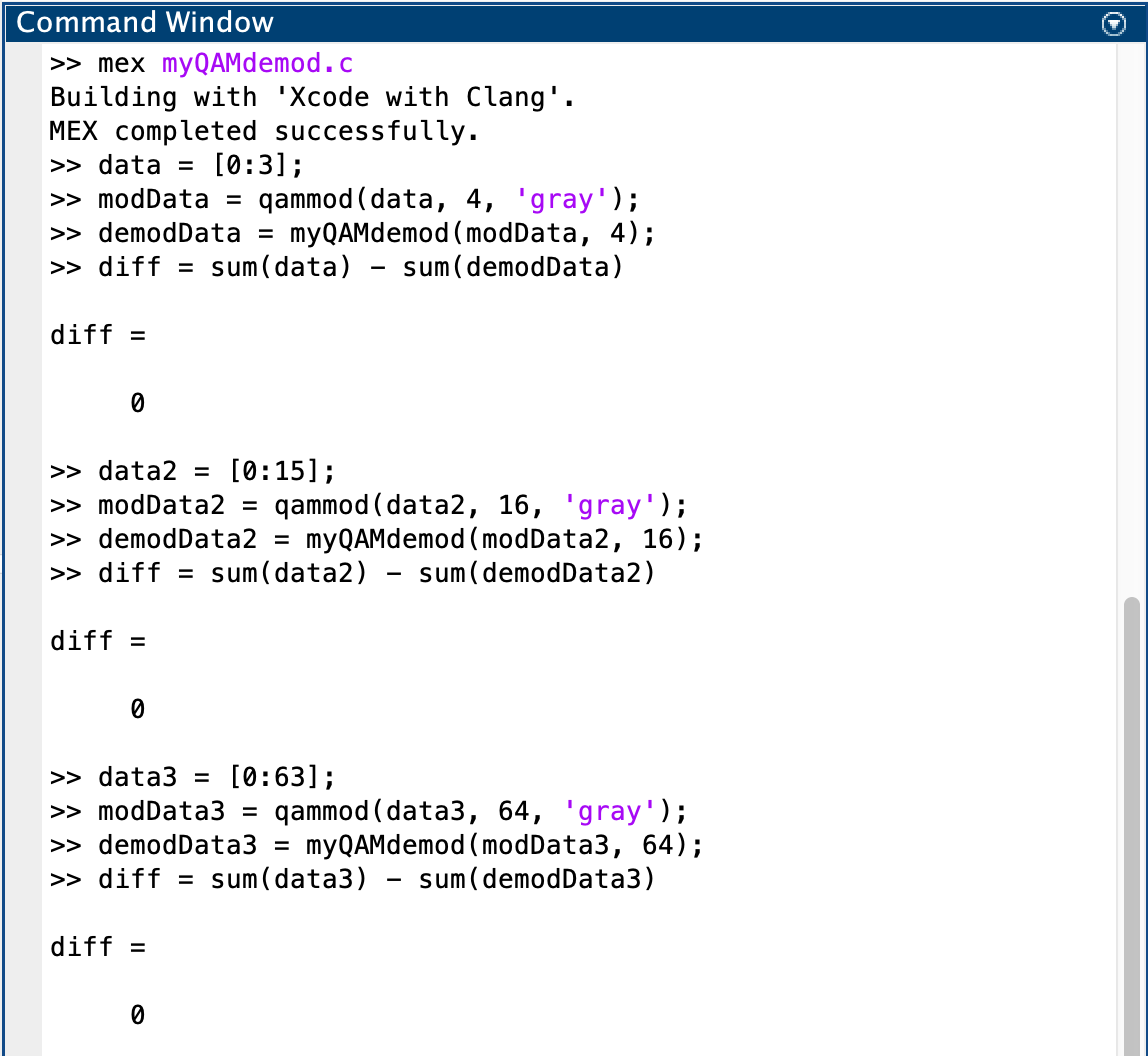 Command Window
>> mex myQAMdemod.c
Building with 'Xcode with Clang'.
MEX completed successfully.
>> data = [0:3];
>> modData = qammod(data, 4, 'gray');
>> demodData = myQAMdemod(modData, 4);
>> diff = sum(data) - sum(demodData)
diff =
0
>> data2 = [0:15];
>> modData2 = qammod(data2, 16, 'gray');
>> demodData2 = myQAMdemod(modData2, 16);
>> diff = sum(data2) - sum(demodData2)
diff =
0
>> data3 = [0:63];
>> modData3 = qammod(data3, 64, 'gray');
>> demodData3 = myQAMdemod(modData3, 64);
>> diff = sum(data3) - sum(demodData3)
diff =
0